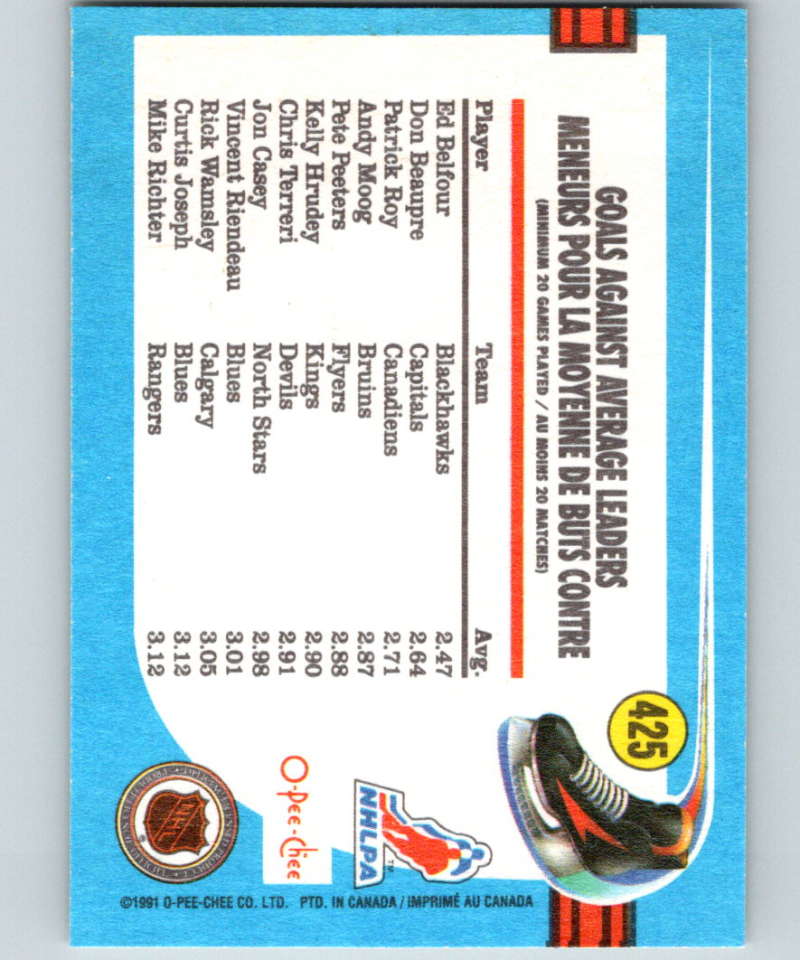 425
GOALS AGAINST AVERAGE LEADERS
MENEURS POUR LA MOYENNE DE BUTS CONTRE
(MINIMUM 20 GAMES PLAYED / AU MOINS 20 MATCHES)
Player Team Avg.
Ed Belfour Blackhawks 2.47
Don Beaupre Capitals 2.64
Patrick Roy Canadiens 2.71
Andy Moog Bruins 2.87
Pete Peeters Flyers 2.88
Kelly Hrudey Kings 2.90
Chris Terreri Devils 2.91
Jon Casey North Stars 2.98
Vincent Riendeau Blues 3.01
Rick Wamsley Calgary 3.05
Curtis Joseph Blues 3.12
Mike Richter Rangers 3.12
NHLPA
TM
O-Pee-Chee
NHL
©1991 O-PEE-CHEE CO. LTD. PTD. IN CANADA / IMPRIMÉ AU CANADA